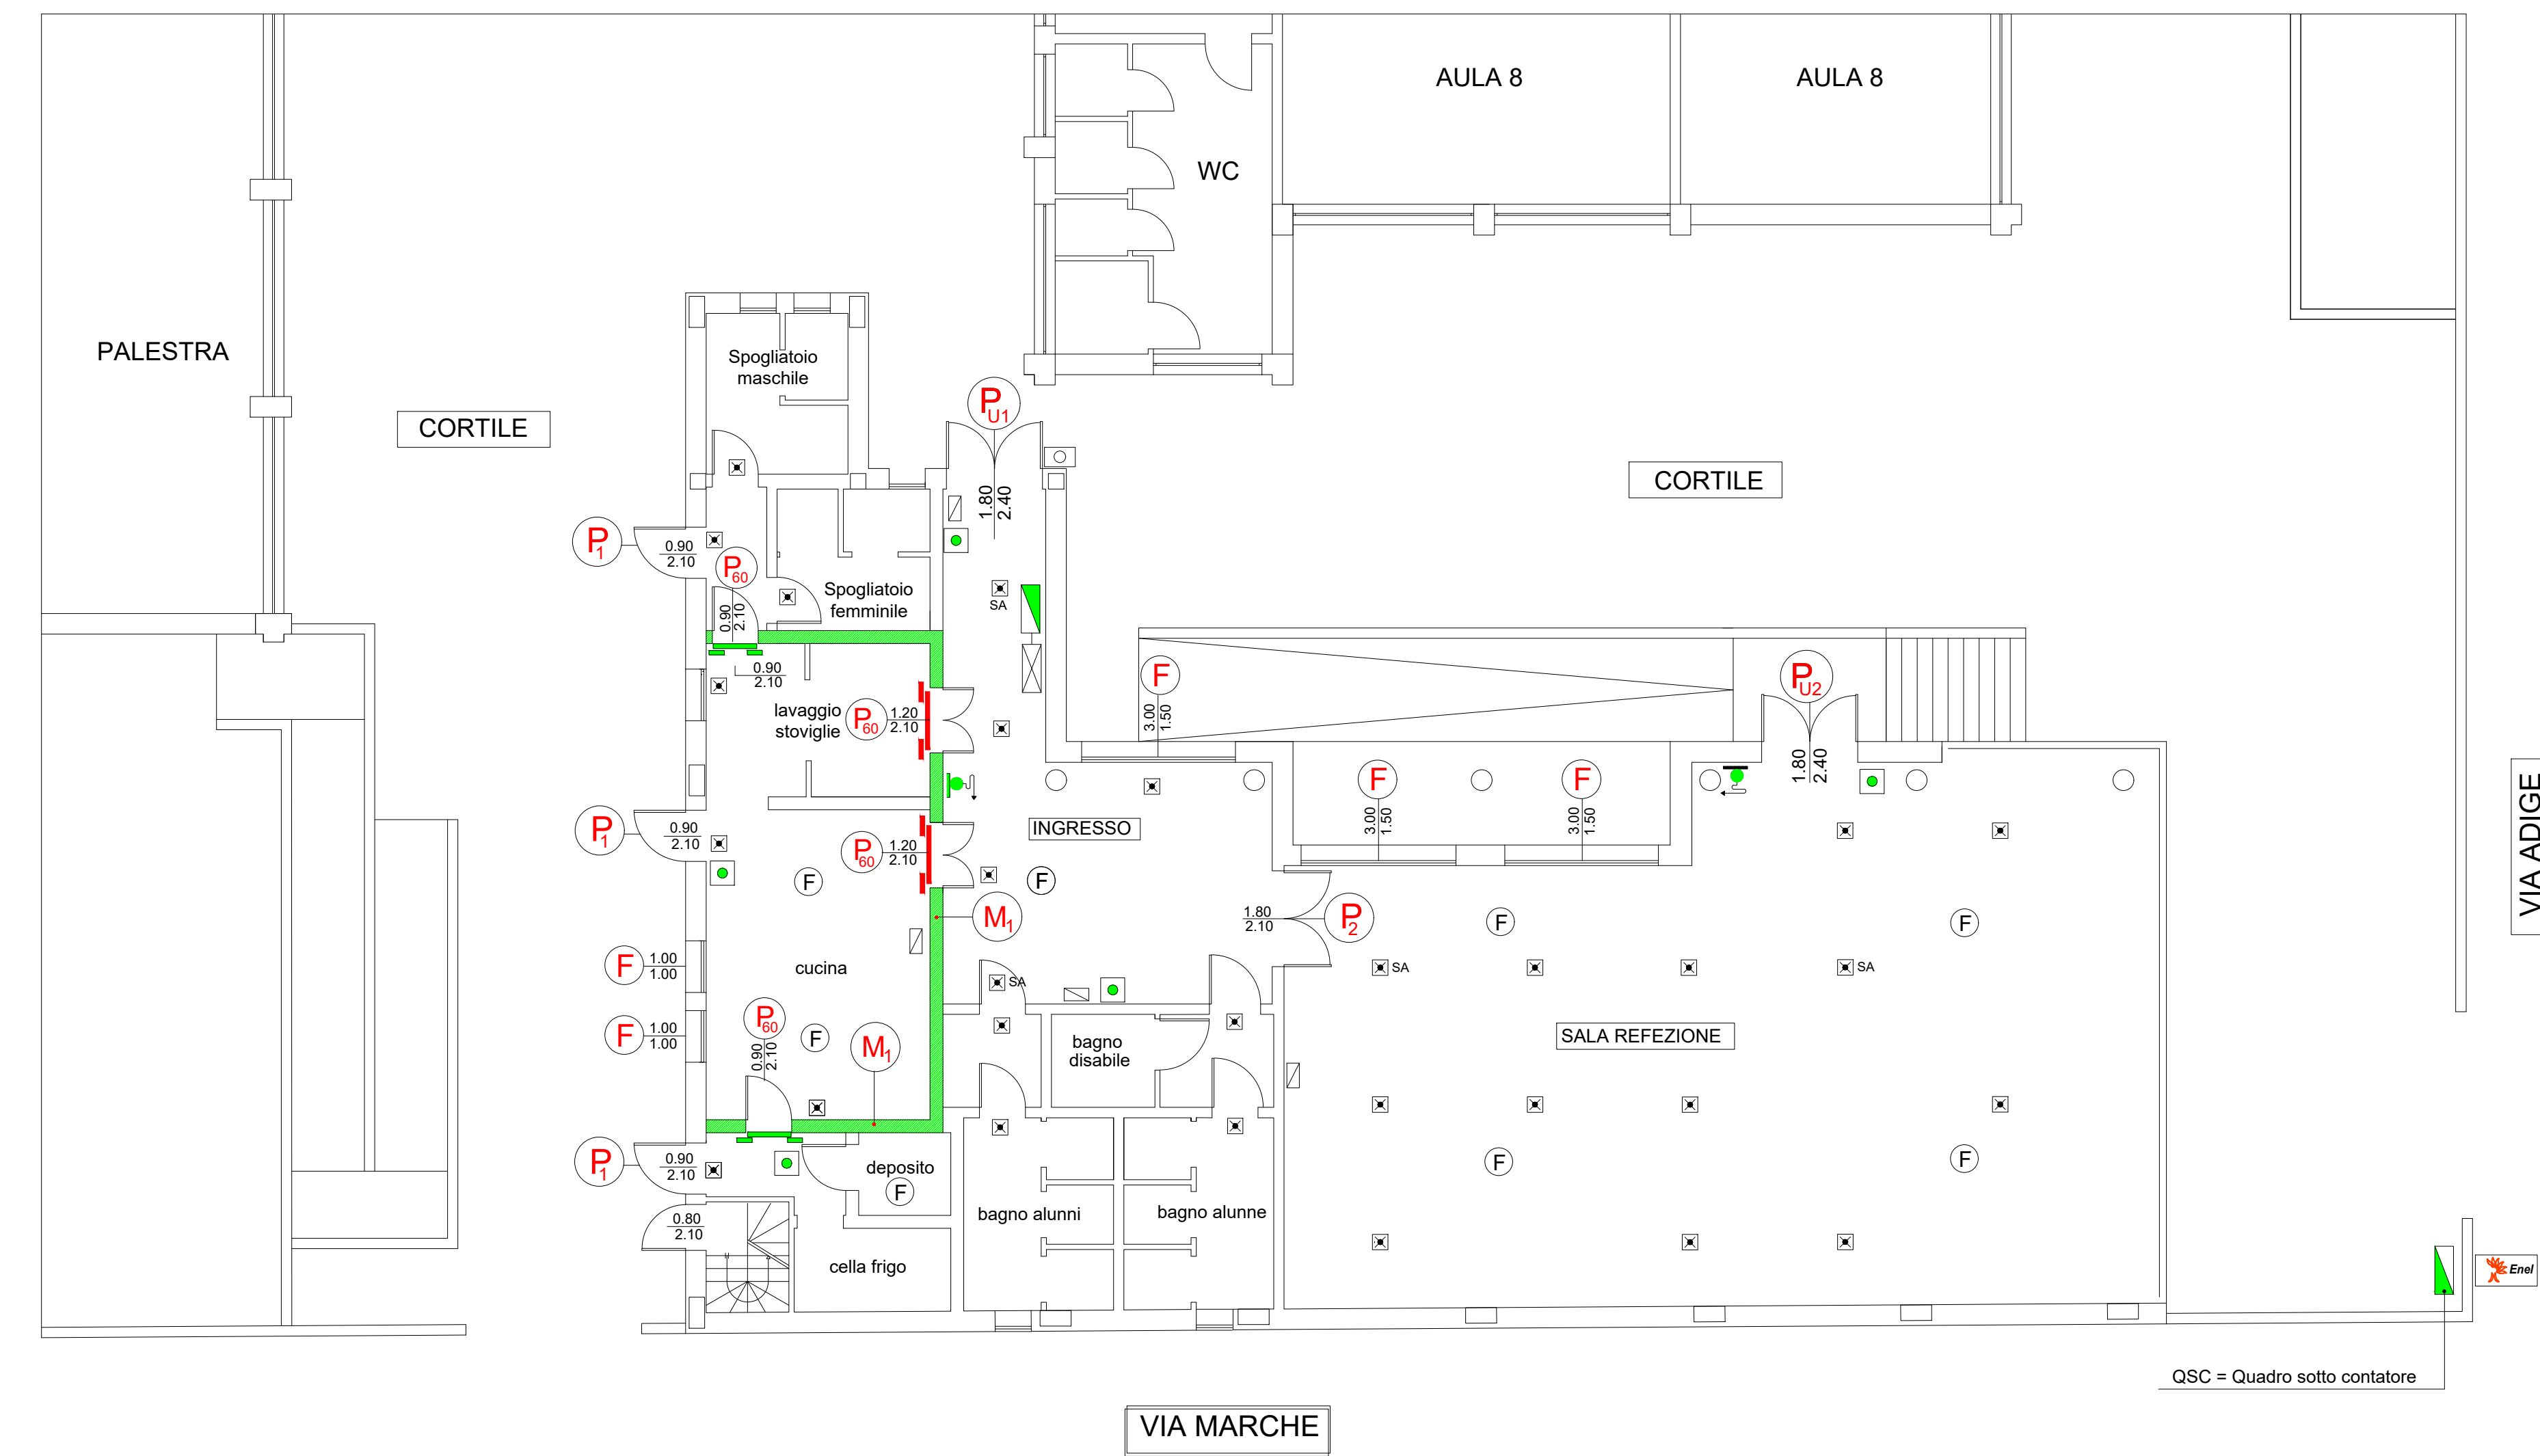 AULA 8
AULA 8
WC
PALESTRA
Spogliatoio
maschile
CORTILE
PU1
CORTILE
1.80
2.40
P1
0.90
2.10
P60
0.90
2.10
Spogliatoio
femminile
SA
0.90
2.10
lavaggio
stoviglie
P60
1.20
2.10
F
3.00
1.50
PU2
1.80
2.40
F
3.00
1.50
F
3.00
1.50
VIA ADIGE
P1
0.90
2.10
P60
1.20
2.10
INGRESSO
F
F
M1
1.80
2.10
P2
F
F
F
1.00
1.00
cucina
SA
SA
SA
F
1.00
1.00
P60
0.90
2.10
F
M1
bagno
disabile
SALA REFEZIONE
P1
0.90
2.10
deposito
F
F
F
0.80
2.10
U
bagno alunni
bagno alunne
cella frigo
Enel
QSC = Quadro sotto contatore
VIA MARCHE